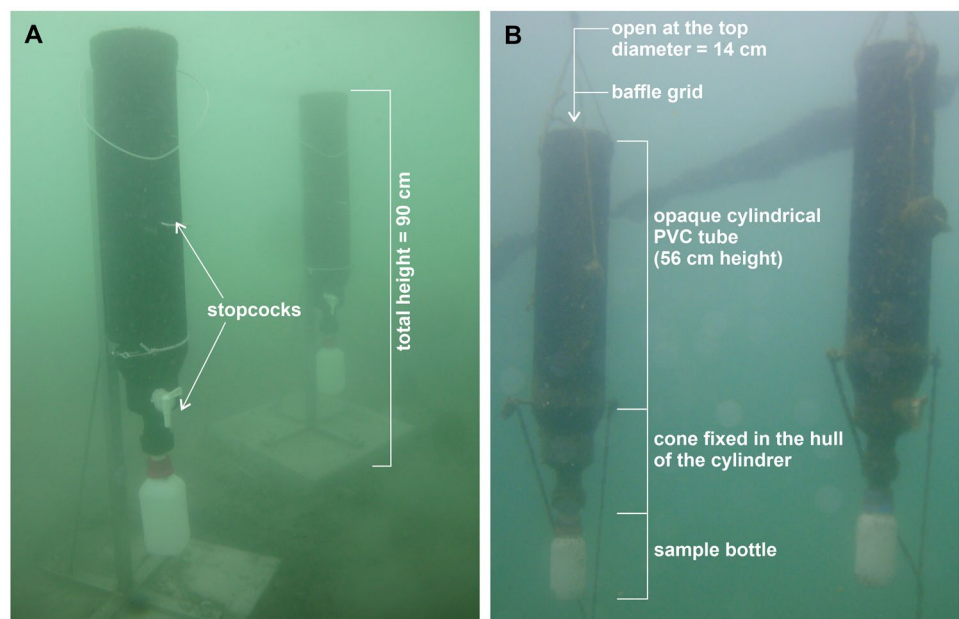 A
stopcocks
total height = 90 cm
B
open at the top
diameter = 14 cm
baffle grid
opaque cylindrical
PVC tube
(56 cm height)
cone fixed in the hull
of the cylindrer
sample bottle